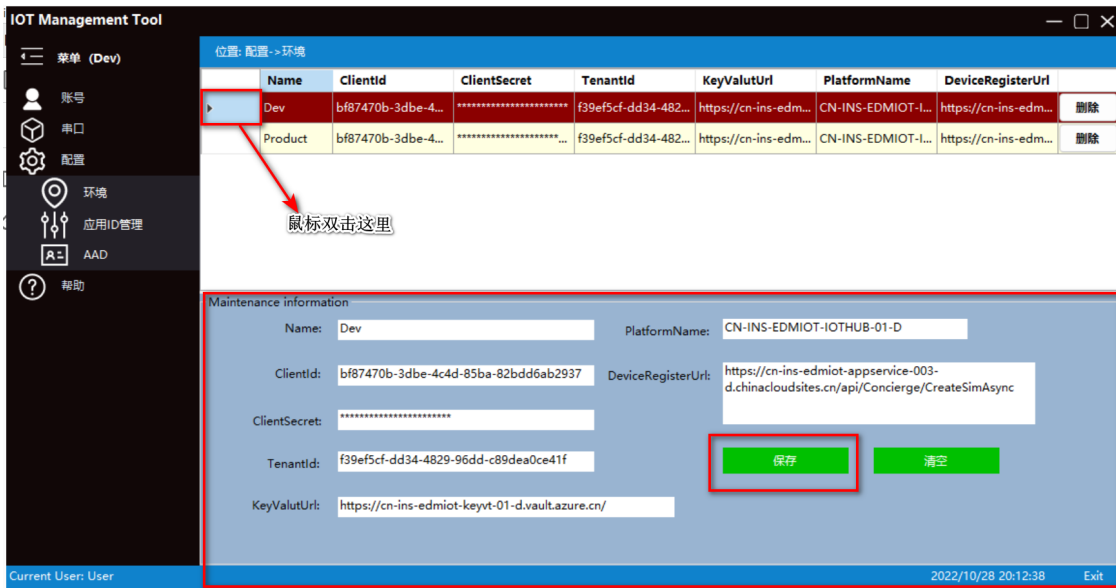 IOT Management Tool
菜单 (Dev)
位置: 配置->环境
账号
串口
配置
环境
应用ID管理
AAD
帮助
Name ClientId ClientSecret TenantId KeyValutUrl PlatformName DeviceRegisterUrl
Dev bf87470b-3dbe-4... *********************** f39ef5cf-dd34-482... https://cn-ins-edm... CN-INS-EDMIOT-I... https://cn-ins-edm... 删除
Product bf87470b-3dbe-4... *********************... f39ef5cf-dd34-482... https://cn-ins-edm... CN-INS-EDMIOT-I... https://cn-ins-edm... 删除
鼠标双击这里
Maintenance information
Name: Dev
PlatformName: CN-INS-EDMIOT-IOTHUB-01-D
ClientId: bf87470b-3dbe-4c4d-85ba-82bdd6ab2937
DeviceRegisterUrl: https://cn-ins-edmiot-appservice-003-
d.chinacloudsites.cn/api/Concierge/CreateSimAsync
ClientSecret: ***********************
TenantId: f39ef5cf-dd34-4829-96dd-c89dea0ce41f
保存 清空
KeyValutUrl: https://cn-ins-edmiot-keyvt-01-d.vault.azure.cn/
Current User: User 2022/10/28 20:12:38 Exit